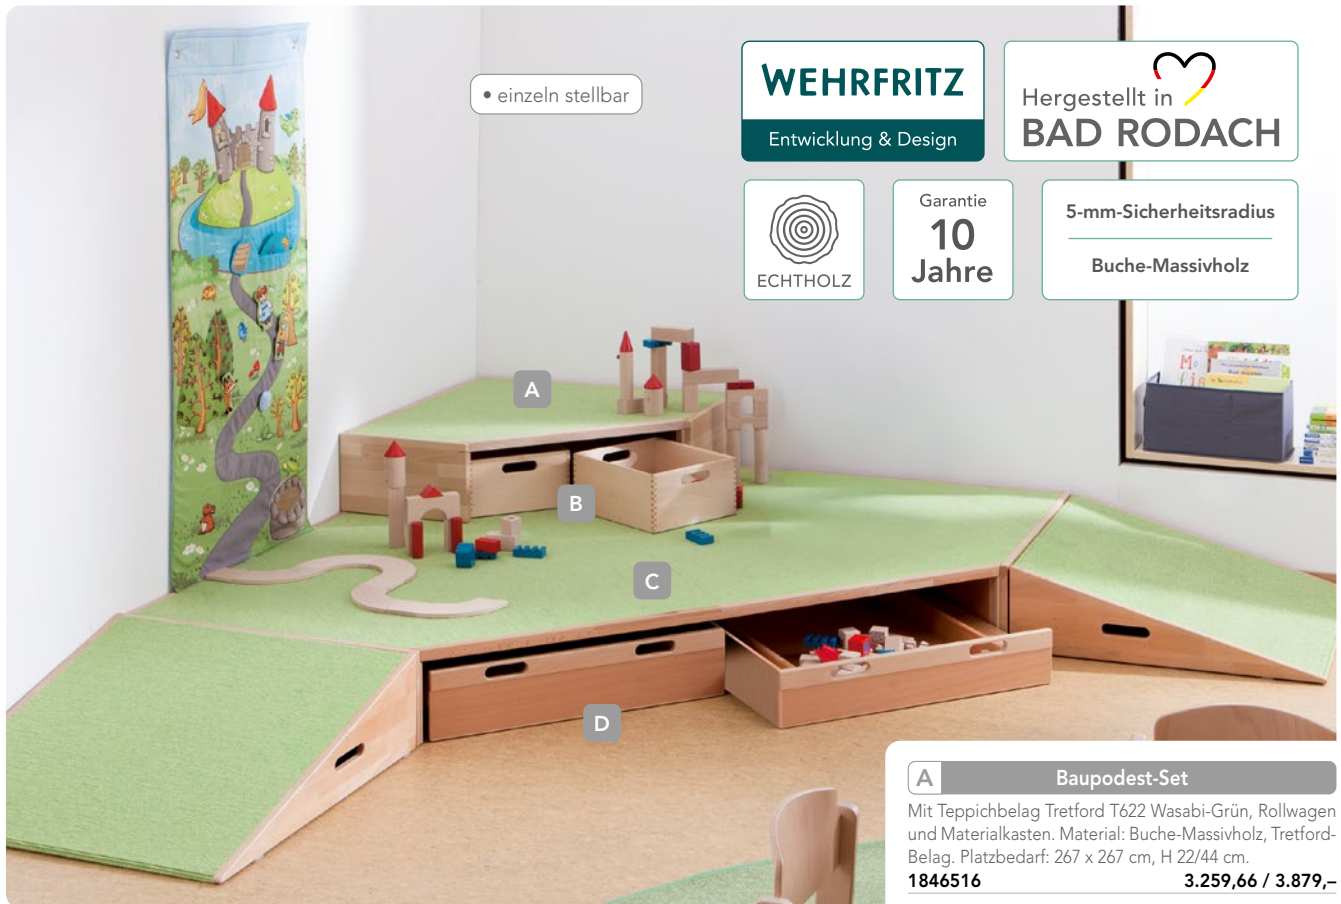 • einzeln stellbar
WEHRFRITZ
Entwicklung & Design
Hergestellt in
BAD RODACH
ECHTHOLZ
Garantie
10
Jahre
5-mm-Sicherheitsradius
Buche-Massivholz
A
B
C
D
A Baupodest-Set
Mit Teppichbelag Tretford T622 Wasabi-Grün, Rollwagen
und Materialkasten. Material: Buche-Massivholz, Tretford-
Belag. Platzbedarf: 267 x 267 cm, H 22/44 cm.
1846516 3.259,66 / 3.879,–